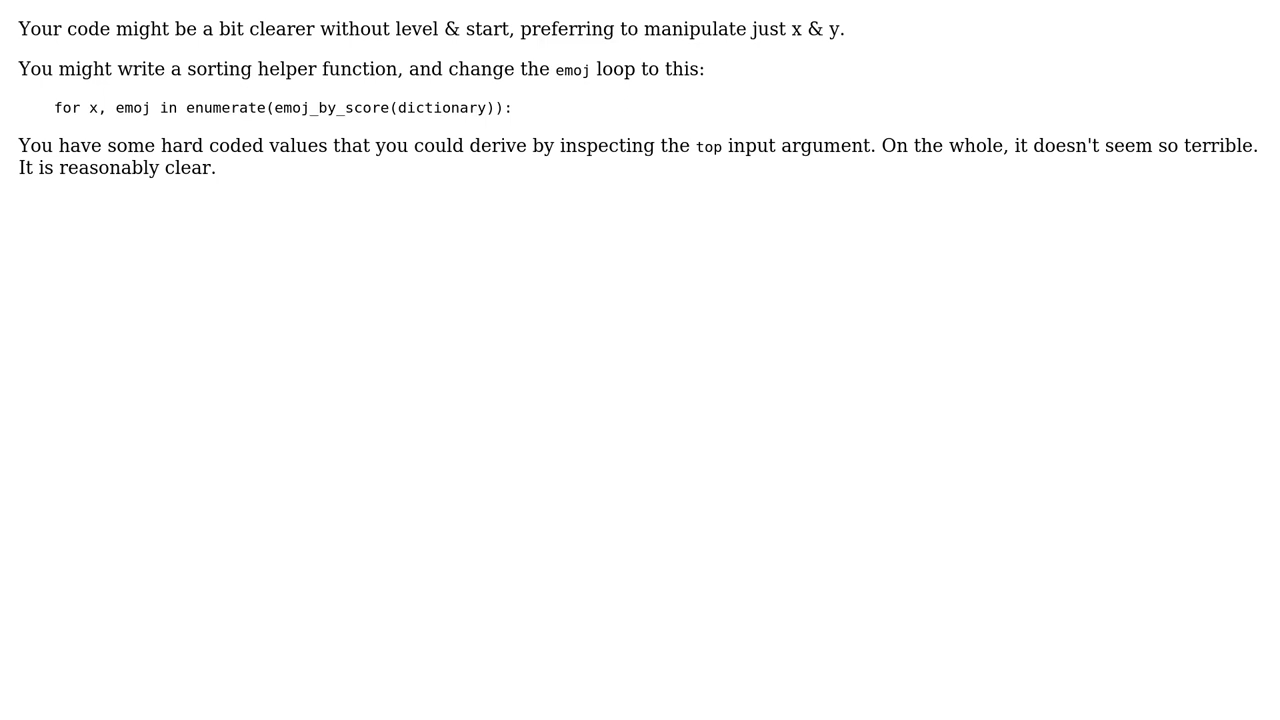 Your code might be a bit clearer without level & start, preferring to manipulate just x & y.
You might write a sorting helper function, and change the emoj loop to this:
for x, emoj in enumerate(emoj_by_score(dictionary)):
You have some hard coded values that you could derive by inspecting the top input argument. On the whole, it doesn't seem so terrible.
It is reasonably clear.